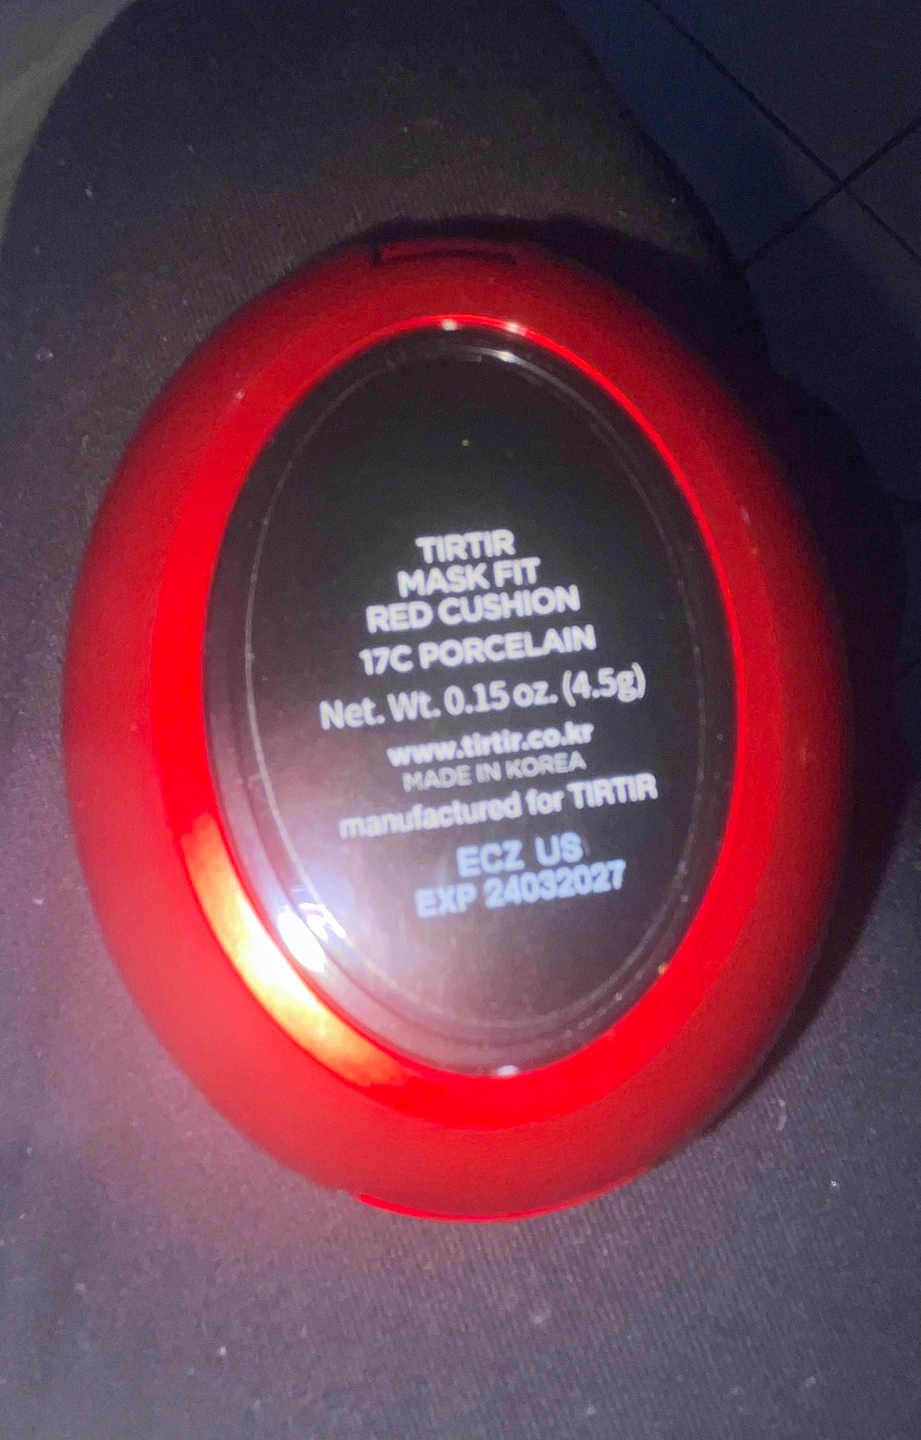 TIRTIR
MASK FIT
RED CUSHION
17C PORCELAIN
Net. Wt. 0.15 oz. (4.5g)
www.tirtir.co.kr
MADE IN KOREA
manufactured for TIRTIR
ECZ US
EXP 24032027